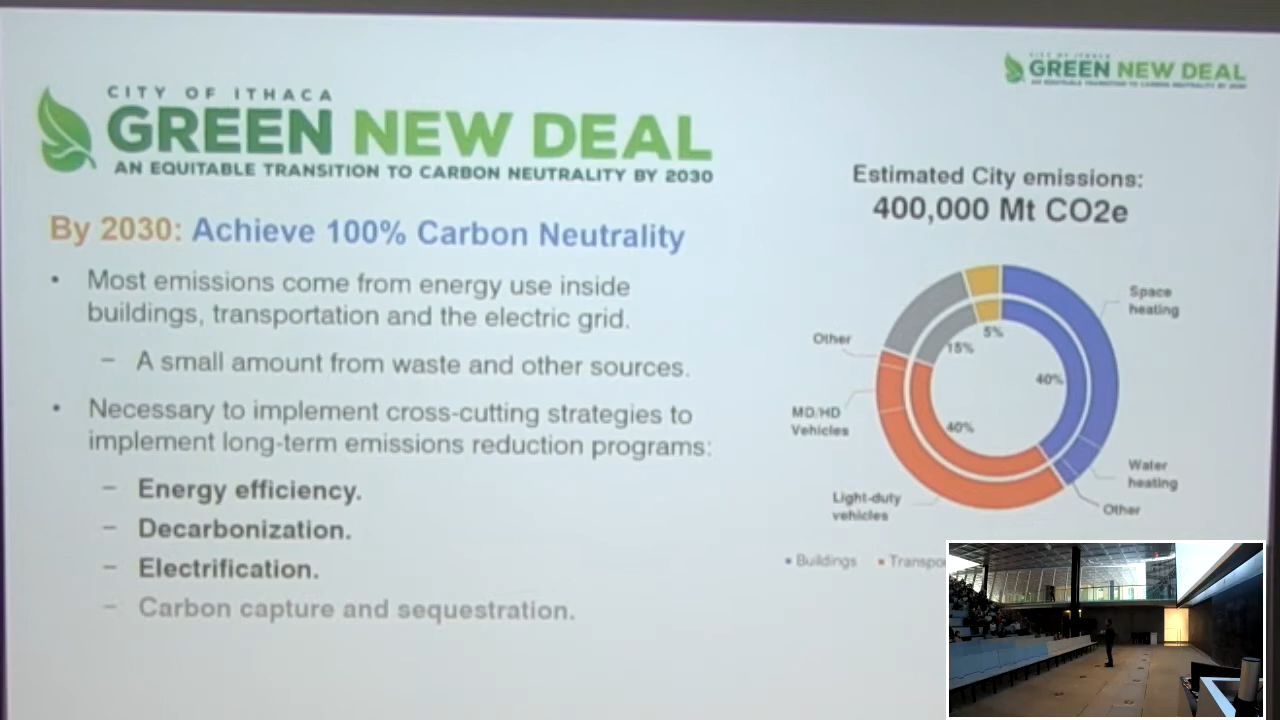 CITY OF ITHACA
GREEN NEW DEAL
AN EQUITABLE TRANSITION TO CARBON NEUTRALITY BY 2030
CITY OF ITHACA
GREEN NEW DEAL
AN EQUITABLE TRANSITION TO CARBON NEUTRALITY BY 2030
By 2030: Achieve 100% Carbon Neutrality
• Most emissions come from energy use inside
buildings, transportation and the electric grid.
– A small amount from waste and other sources.
• Necessary to implement cross-cutting strategies to
implement long-term emissions reduction programs:
– Energy efficiency.
– Decarbonization.
– Electrification.
– Carbon capture and sequestration.
Estimated City emissions:
400,000 Mt CO2e
Space
heating
5%
15%
Other
40%
MD/HD
Vehicles
40%
Water
heating
Light-duty
vehicles
Other
Buildings
Transpo